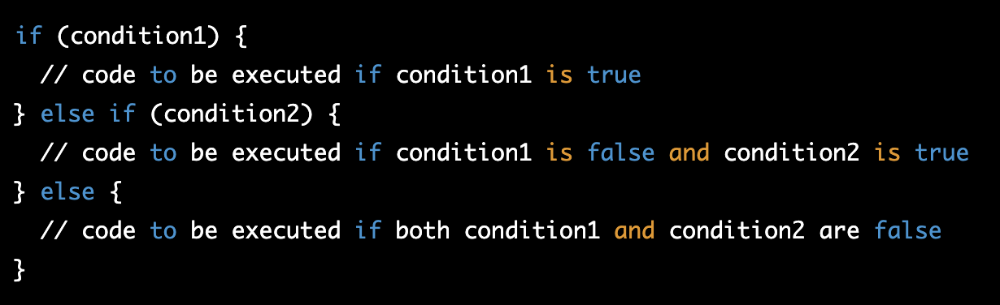 if (condition1) {
  // code to be executed if condition1 is true
} else if (condition2) {
  // code to be executed if condition1 is false and condition2 is true
} else {
  // code to be executed if both condition1 and condition2 are false
}